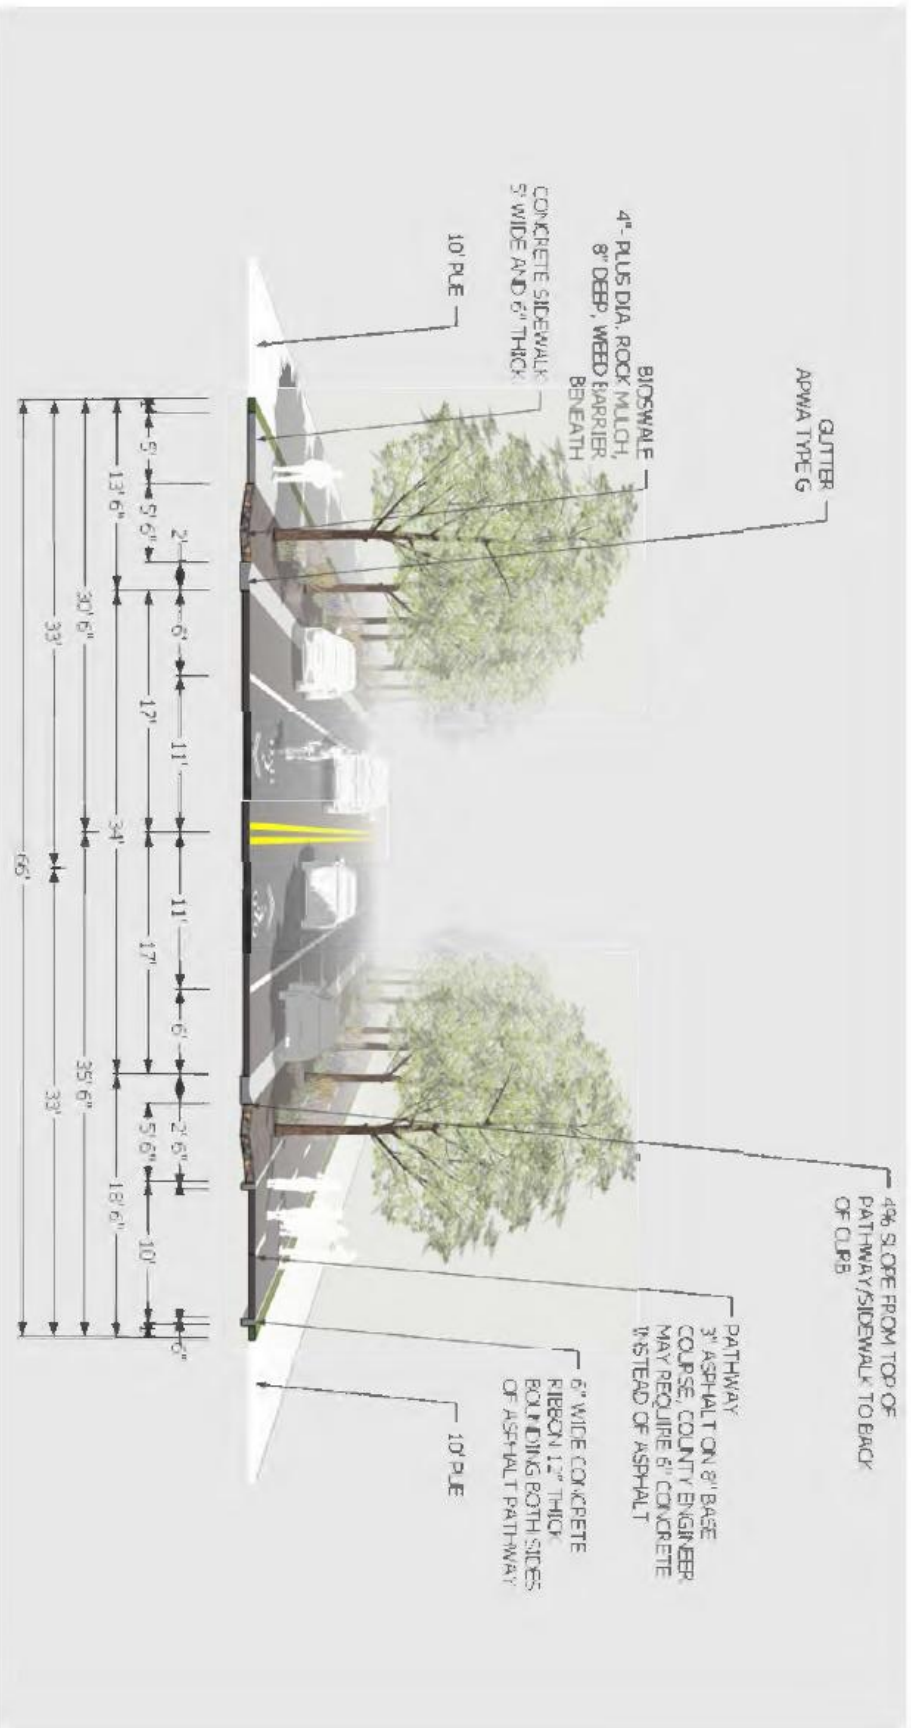 GUTTER
APWA TYPE G
BIOSWALE
4"- PLUS DIA. ROCK MULCH,
8" DEEP, WEED BARRIER
BENEATH
CONCRETE SIDEWALK
5' WIDE AND 6" THICK
10' PUE
4% SLOPE FROM TOP OF
PATHWAY/SIDEWALK TO BACK
OF CURB
PATHWAY
3" ASPHALT ON 8" BASE
COURSE, COUNTY ENGINEER
MAY REQUIRE 6" CONCRETE
INSTEAD OF ASPHALT
6" WIDE CONCRETE
RIBBON 12" THICK
BOUNDING BOTH SIDES
OF ASPHALT PATHWAY
10' PUE
2' 6' 11' 11' 6' 2' 6" 6"
5' 5' 6" 17' 17' 5' 6" 10'
13' 6" 34' 18' 6"
30' 6" 35' 6"
33' 33'
66'